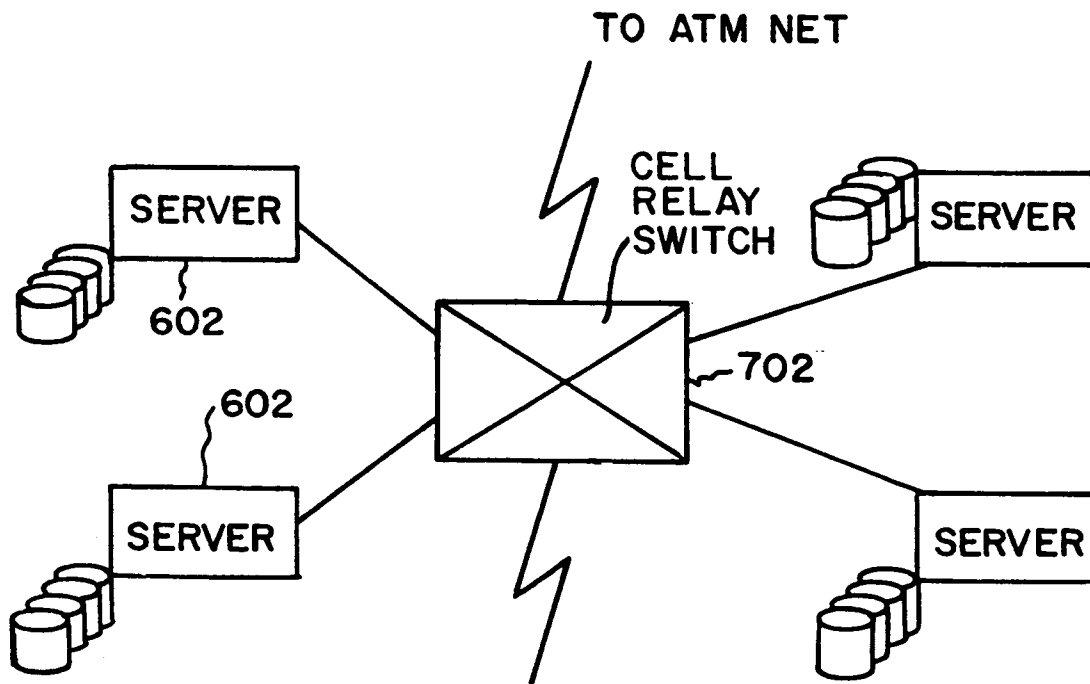 TO ATM NET
CELL
RELAY
SWITCH
SERVER
SERVER
602
702
602
SERVER
SERVER